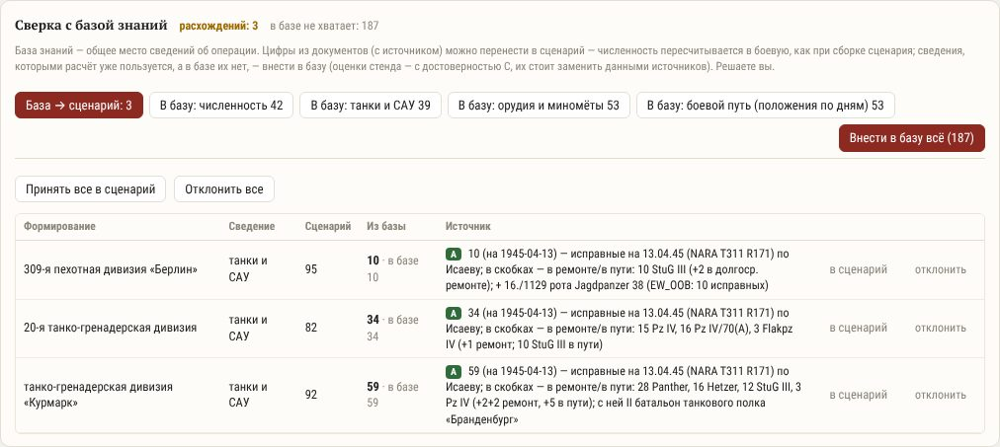 Сверка с базой знаний расхождений: 3 в базе не хватает: 187
База знаний — общее место сведений об операции. Цифры из документов (с источником) можно перенести в сценарий — численность пересчитывается в боевую, как при сборке сценария; сведения,
которыми расчёт уже пользуется, а в базе их нет, — внести в базу (оценки стенда — с достоверностью C, их стоит заменить данными источников). Решаете вы.
База → сценарий: 3 В базу: численность 42 В базу: танки и САУ 39 В базу: орудия и миномёты 53 В базу: боевой путь (положения по дням) 53
Внести в базу всё (187)
Принять все в сценарий Отклонить все
Формирование Сведение Сценарий Из базы Источник
309-я пехотная дивизия «Берлин» танки и САУ 95 10 · в базе 10 A 10 (на 1945-04-13) — исправные на 13.04.45 (NARA T311 R171) по
Исаеву; в скобках — в ремонте/в пути: 10 StuG III (+2 в долгоср.
ремонте); + 16./1129 рота Jagdpanzer 38 (EW_OOB: 10 исправных) в сценарий отклонить
20-я танко-гренадерская дивизия танки и САУ 82 34 · в базе 34 A 34 (на 1945-04-13) — исправные на 13.04.45 (NARA T311 R171) по
Исаеву; в скобках — в ремонте/в пути: 15 Pz IV, 16 Pz IV/70(A), 3 Flakpz
IV (+1 ремонт; 10 StuG III в пути) в сценарий отклонить
танко-гренадерская дивизия «Курмарк» танки и САУ 92 59 · в базе 59 A 59 (на 1945-04-13) — исправные на 13.04.45 (NARA T311 R171) по
Исаеву; в скобках — в ремонте/в пути: 28 Panther, 16 Hetzer, 12 StuG III, 3
Pz IV (+2+2 ремонт, +5 в пути); с ней II батальон танкового полка
«Бранденбург» в сценарий отклонить